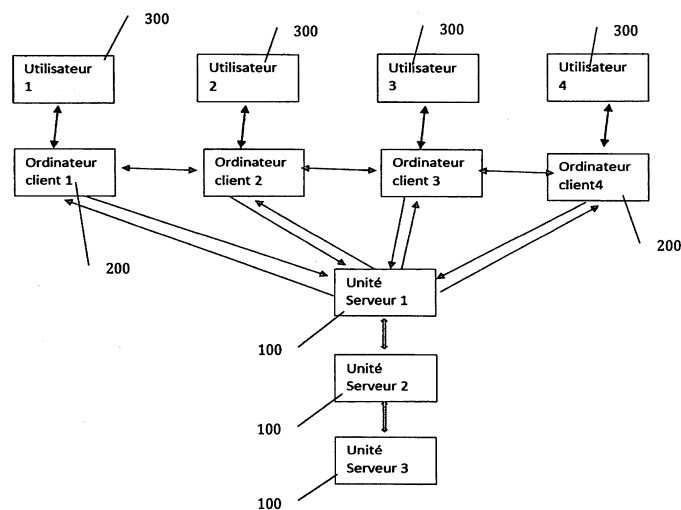 300
300
300
300
Utilisateur
1
Utilisateur
2
Utilisateur
3
Utilisateur
4
Ordinateur
client 1
Ordinateur
client 2
Ordinateur
client 3
Ordinateur
client4
200
200
Unité
Serveur 1
100
Unité
Serveur 2
100
Unité
Serveur 3
100